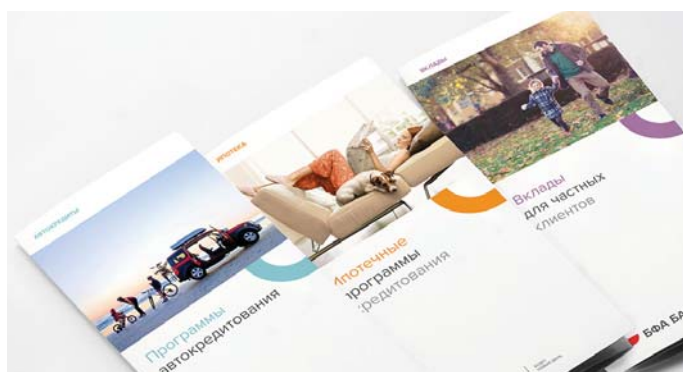 АВТОКРЕДИТЫ
Программы
автокредитования
ИПОТЕКА
Ипотечные
программы
кредитования
ВКЛАДЫ
Вклады
для частных
клиентов
БФА БА